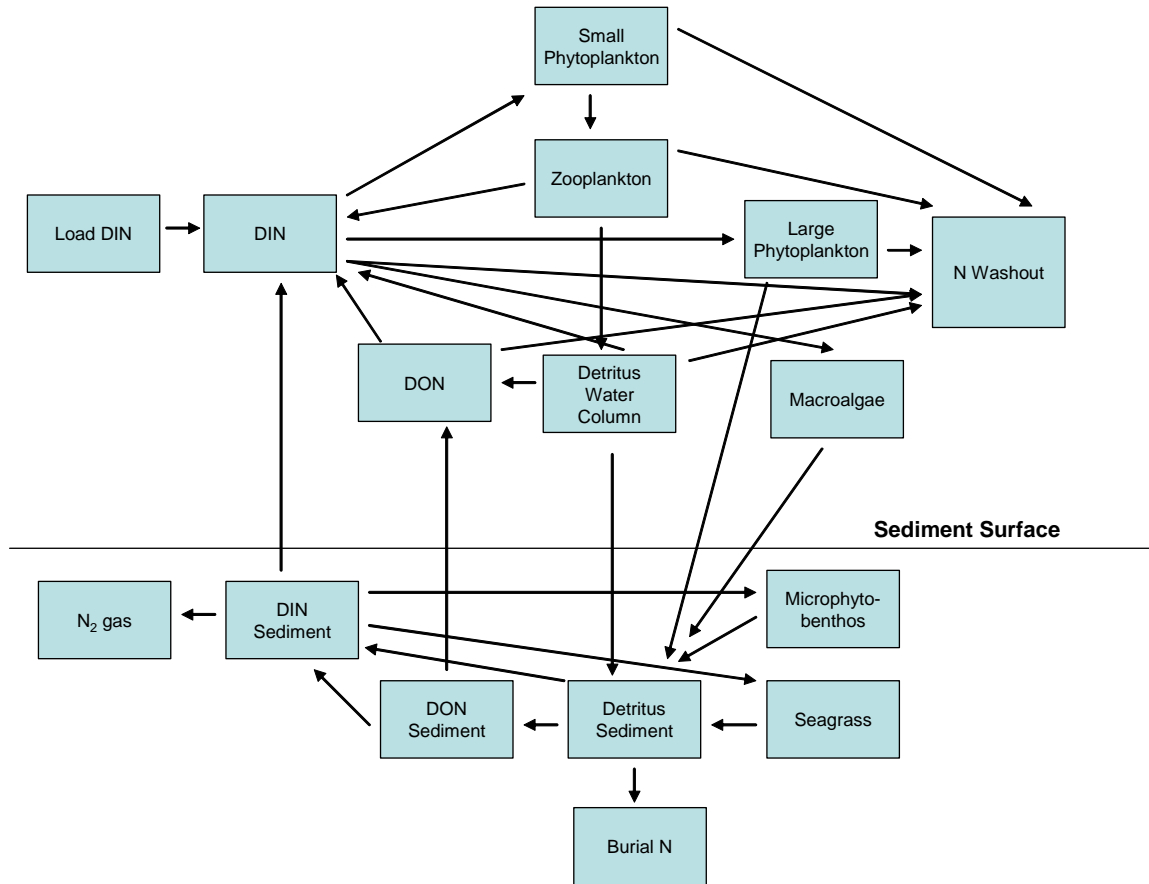 Small
Phytoplankton
Zooplankton
Load DIN
DIN
Large
Phytoplankton
N Washout
DON
Detritus
Water
Column
Macroalgae
Sediment Surface
N₂ gas
DIN
Sediment
Microphyto-
benthos
DON
Sediment
Detritus
Sediment
Seagrass
Burial N